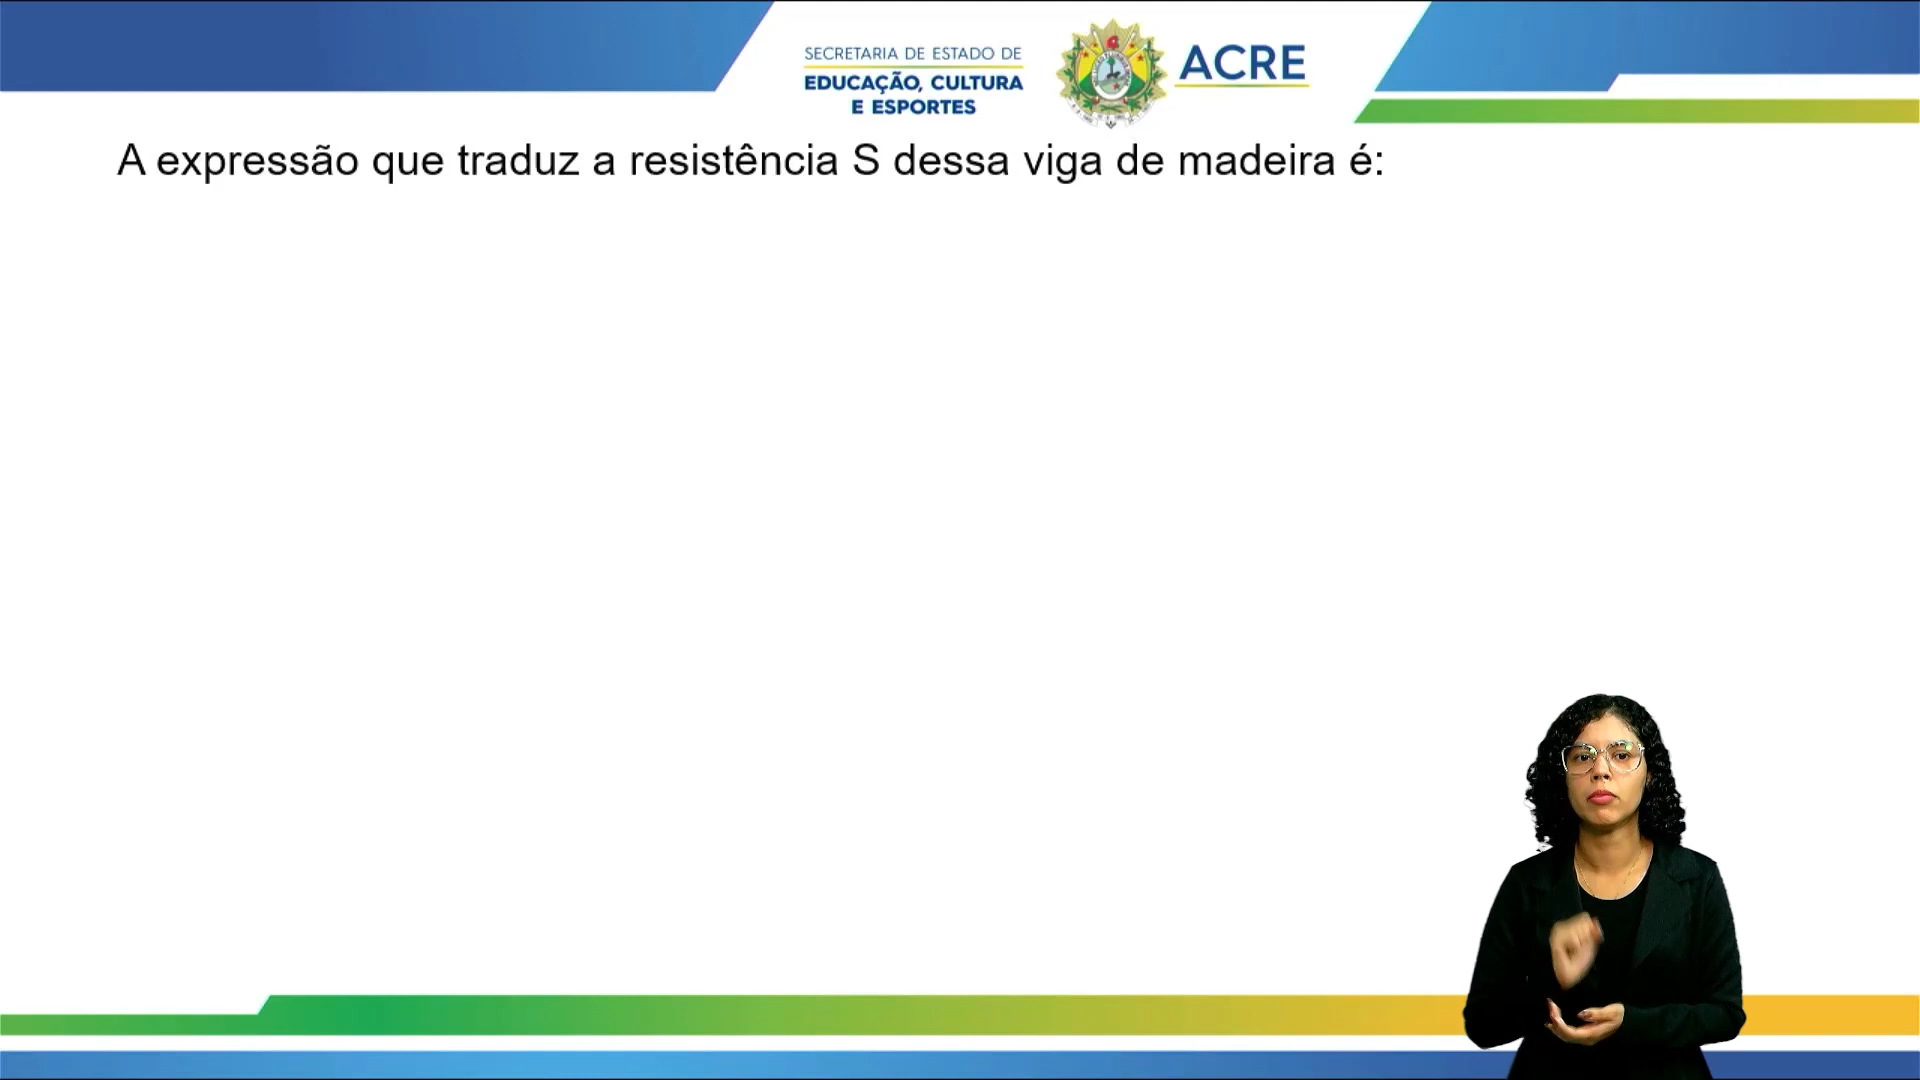 SECRETARIA DE ESTADO DE
EDUCAÇÃO, CULTURA
E ESPORTES
ACRE
A expressão que traduz a resistência S dessa viga de madeira é: